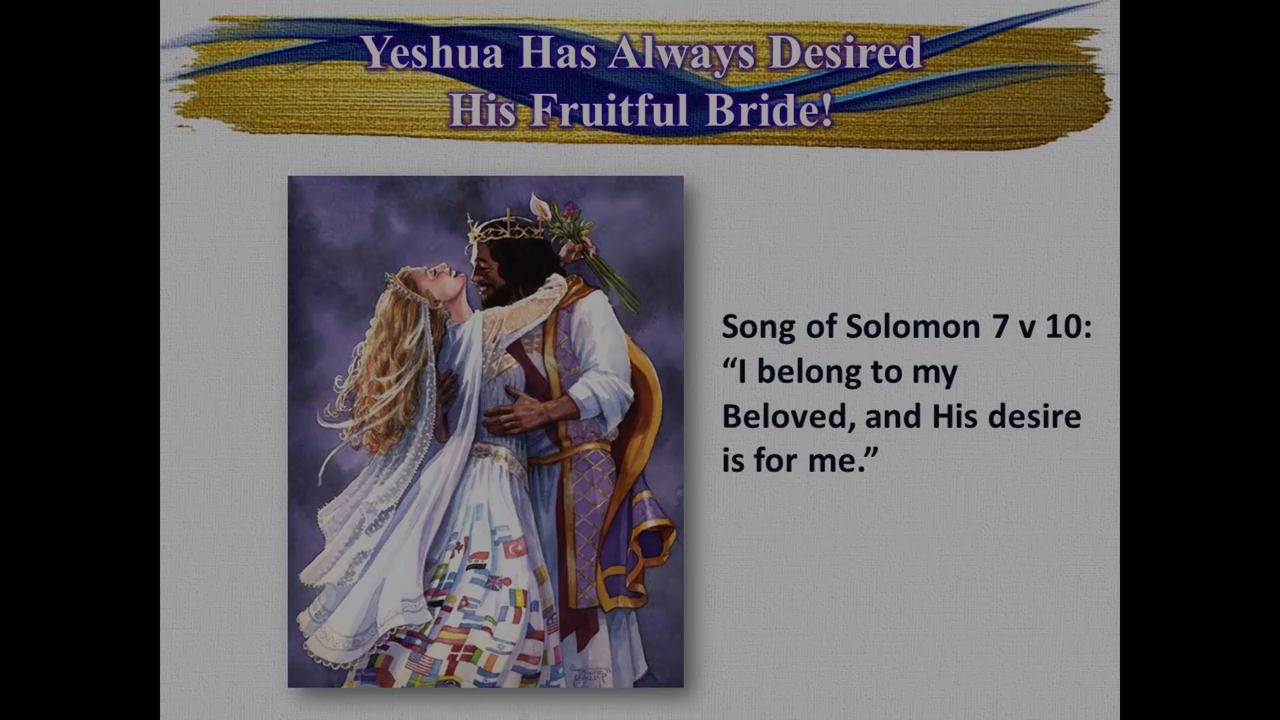 Yeshua Has Always Desired
His Fruitful Bride!
Song of Solomon 7 v 10:
“I belong to my
Beloved, and His desire
is for me.”